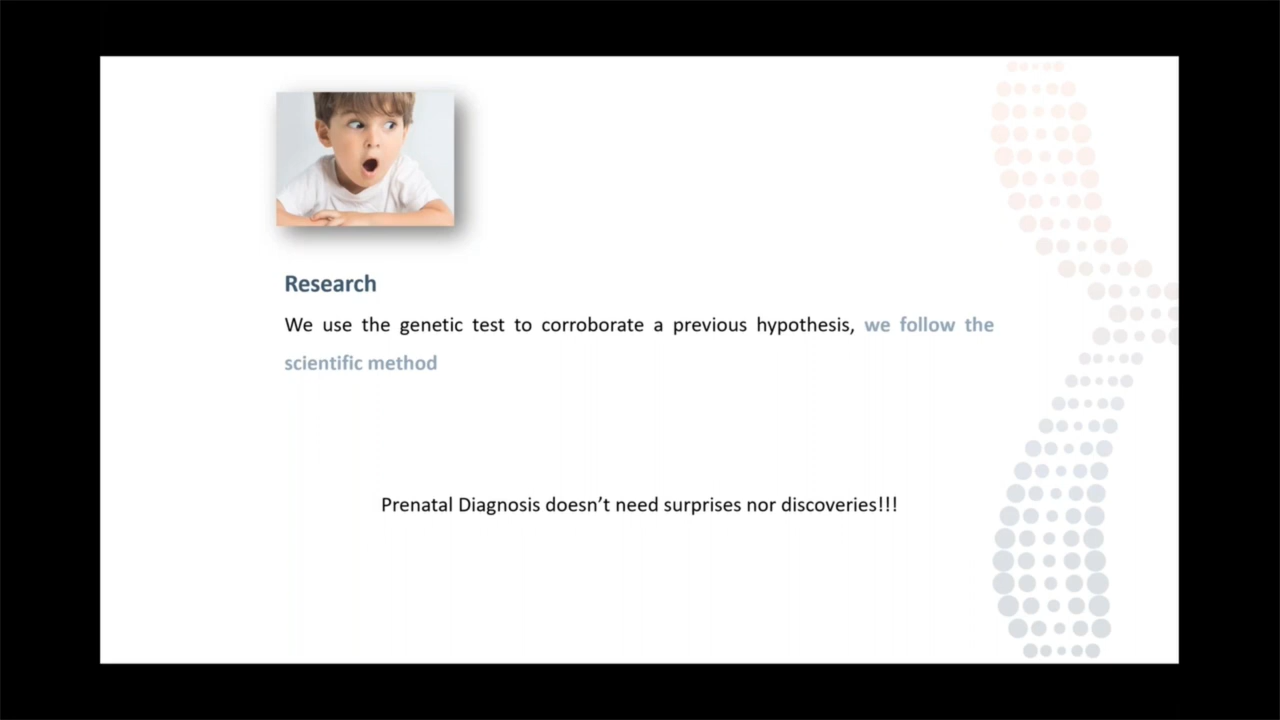 Research
We use the genetic test to corroborate a previous hypothesis, we follow the
scientific method
Prenatal Diagnosis doesn’t need surprises nor discoveries!!!